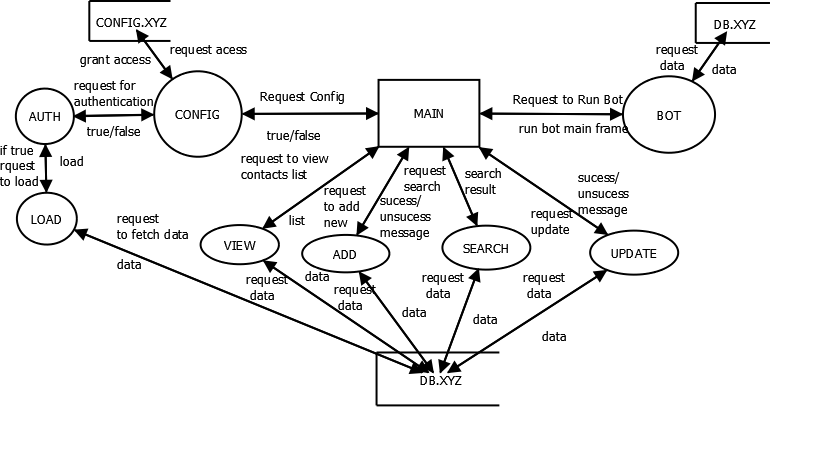 CONFIG.XYZ
DB.XYZ
request acess
grant access
request
data
data
request for
authentication
Request Config
Request to Run Bot
AUTH
CONFIG
MAIN
BOT
true/false
true/false
run bot main frame
if true
rquest
to load
load
request to view
contacts list
request
search
search
result
request
to add
new
sucess/
unsucess
message
sucess/
unsucess
message
LOAD
request
to fetch data
list
request
update
VIEW
ADD
SEARCH
UPDATE
data
request
data
data
request
data
request
data
request
data
data
data
data
DB.XYZ